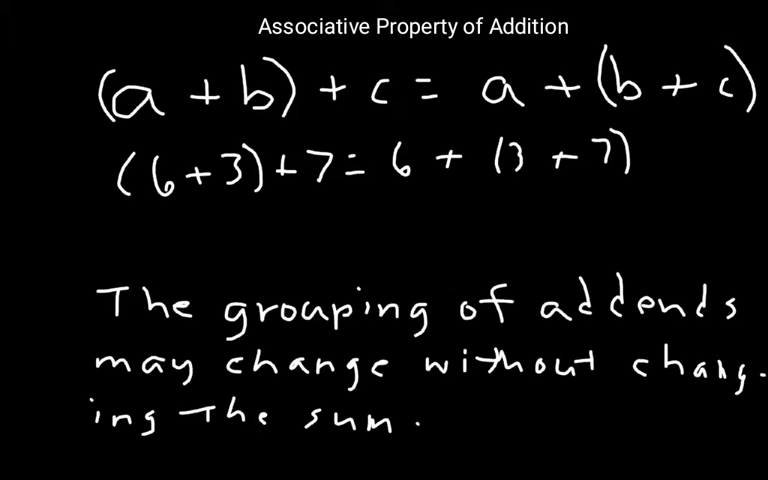 Associative Property of Addition
(a + b) + c = a + (b + c)
(6 + 3) + 7 = 6 + (3 + 7)
The grouping of addends
may change without chang-
ing the sum.